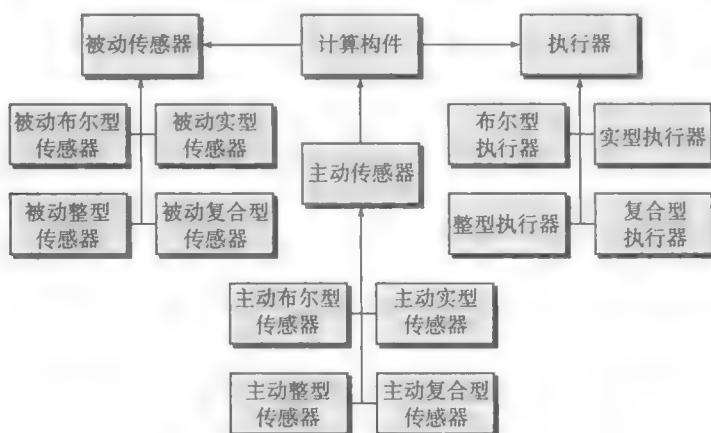 被动传感器
计算构件
执行器
被动布尔型
传感器
被动实型
传感器
布尔型
执行器
实型执行器
主动传感器
被动整型
传感器
被动复合型
传感器
整型执行器
复合型
执行器
主动布尔型
传感器
主动实型
传感器
主动整型
传感器
主动复合型
传感器